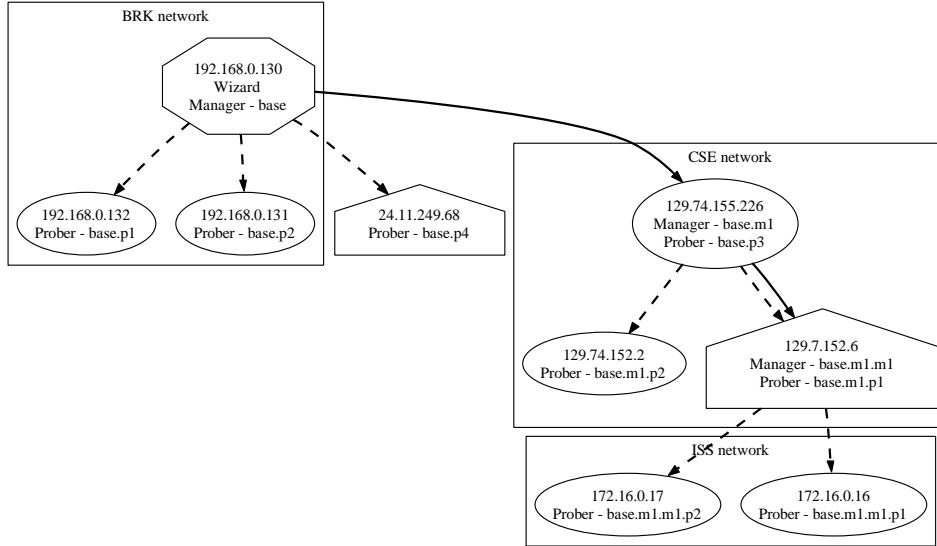 BRK network
192.168.0.130
Wizard
Manager - base
CSE network
192.168.0.132
Prober - base.p1
192.168.0.131
Prober - base.p2
24.11.249.68
Prober - base.p4
129.74.155.226
Manager - base.m1
Prober - base.p3
129.74.152.2
Prober - base.m1.p2
129.7.152.6
Manager - base.m1.m1
Prober - base.m1.p1
ISS network
172.16.0.17
Prober - base.m1.m1.p2
172.16.0.16
Prober - base.m1.m1.p1